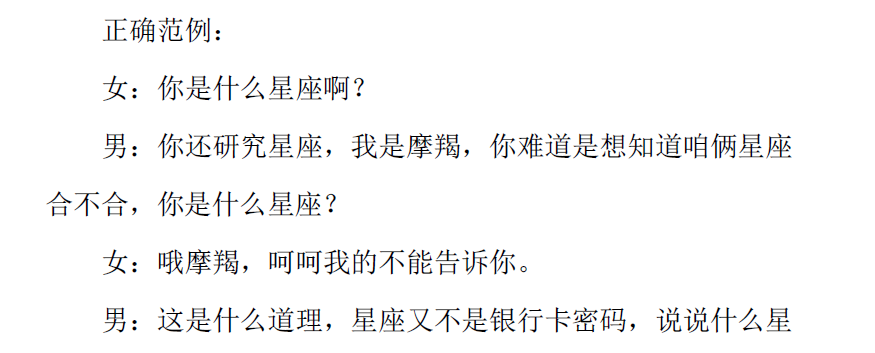 正确范例：
女：你是什么星座啊？
男：你还研究星座，我是摩羯，你难道是想知道咱俩星座
合不合，你是什么星座？
女：哦摩羯，呵呵我的不能告诉你。
男：这是什么道理，星座又不是银行卡密码，说说什么星